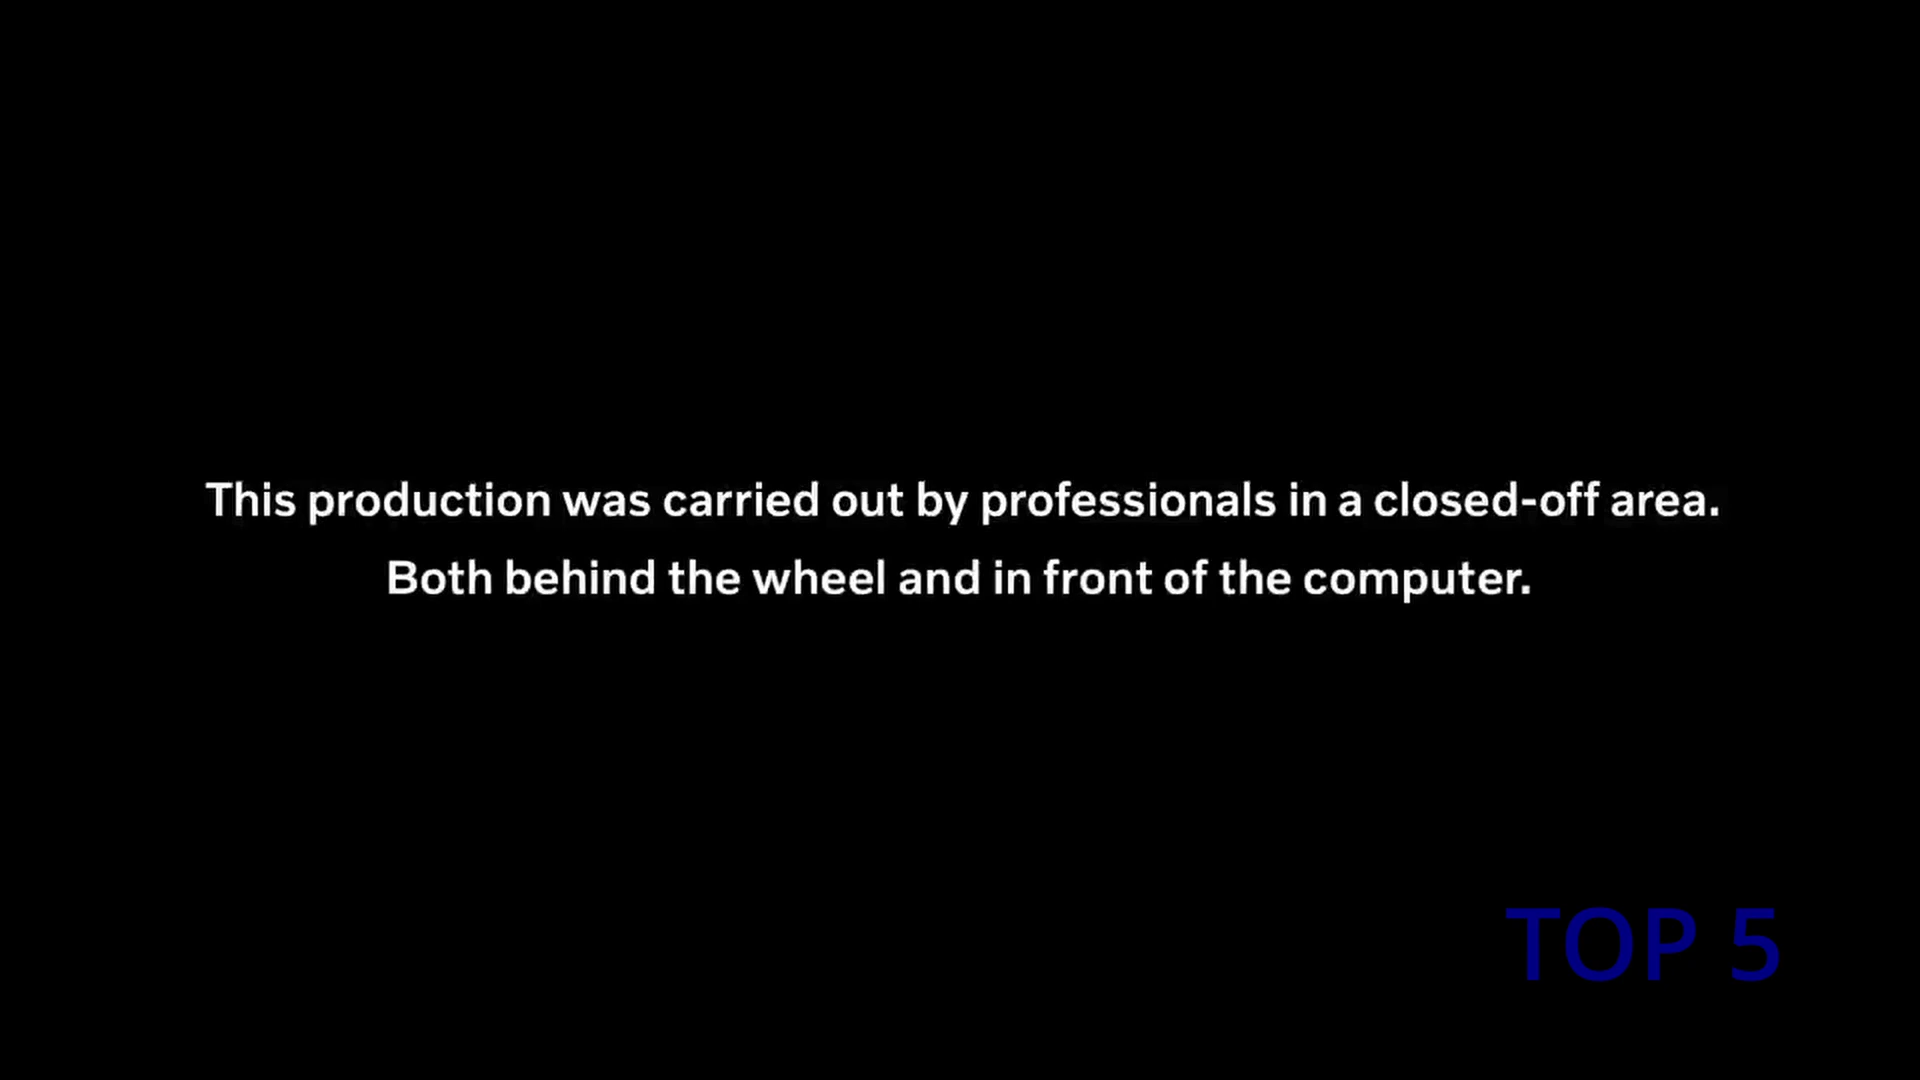 This production was carried out by professionals in a closed-off area.
Both behind the wheel and in front of the computer.
TOP 5